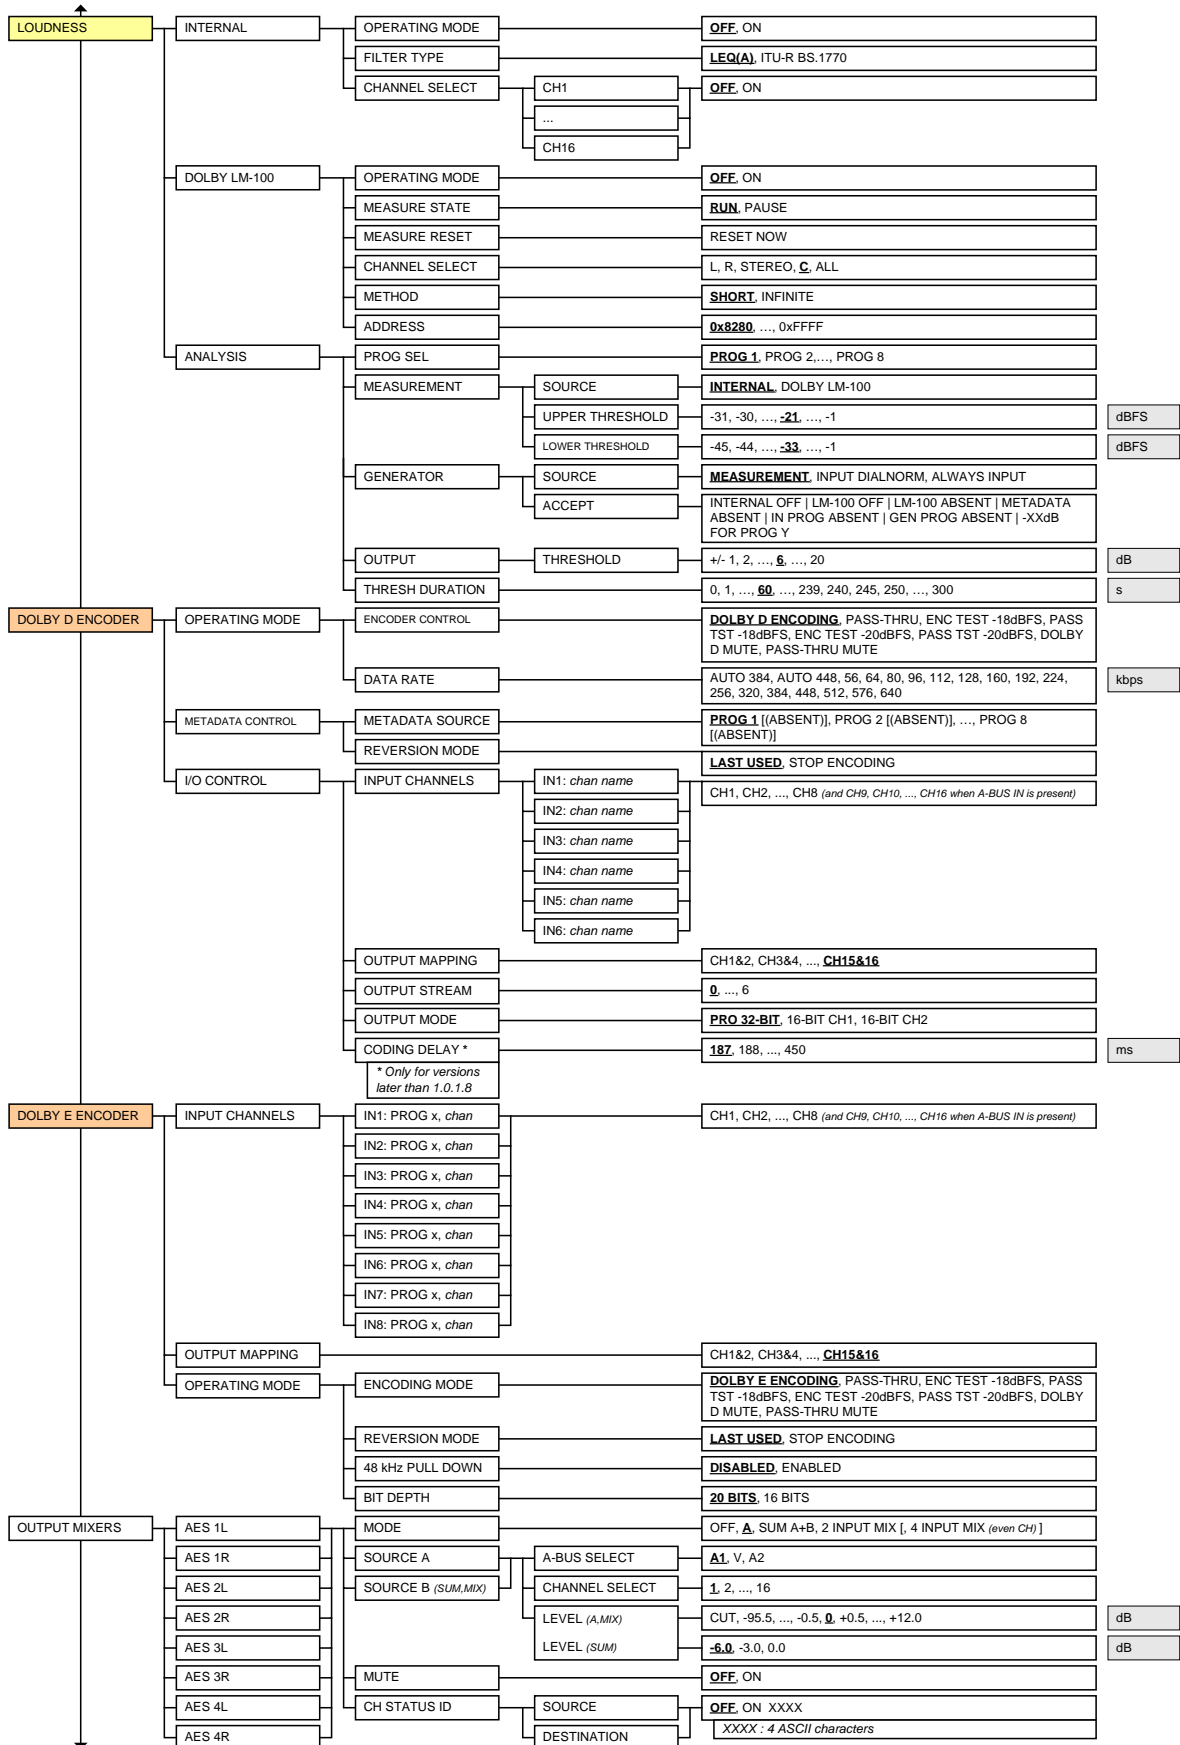 LOUDNESS
INTERNAL
OPERATING MODE
OFF, ON
FILTER TYPE
LEQ(A), ITU-R BS.1770
CHANNEL SELECT
CH1
OFF, ON
...
CH16
DOLBY LM-100
OPERATING MODE
OFF, ON
MEASURE STATE
RUN, PAUSE
MEASURE RESET
RESET NOW
CHANNEL SELECT
L, R, STEREO, C, ALL
METHOD
SHORT, INFINITE
ADDRESS
0x8280, ..., 0xFFFF
ANALYSIS
PROG SEL
PROG 1, PROG 2,..., PROG 8
MEASUREMENT
SOURCE
INTERNAL, DOLBY LM-100
UPPER THRESHOLD
-31, -30, ..., -21, ..., -1
dBFS
LOWER THRESHOLD
-45, -44, ..., -33, ..., -1
dBFS
GENERATOR
SOURCE
MEASUREMENT, INPUT DIALNORM, ALWAYS INPUT
ACCEPT
INTERNAL OFF | LM-100 OFF | LM-100 ABSENT | METADATA
ABSENT | IN PROG ABSENT | GEN PROG ABSENT | -XXdB
FOR PROG Y
OUTPUT
THRESHOLD
+/- 1, 2, ..., 6, ..., 20
dB
THRESH DURATION
0, 1, ..., 60, ..., 239, 240, 245, 250, ..., 300
s
DOLBY D ENCODER
OPERATING MODE
ENCODER CONTROL
DOLBY D ENCODING, PASS-THRU, ENC TEST -18dBFS, PASS
TST -18dBFS, ENC TEST -20dBFS, PASS TST -20dBFS, DOLBY
D MUTE, PASS-THRU MUTE
DATA RATE
AUTO 384, AUTO 448, 56, 64, 80, 96, 112, 128, 160, 192, 224,
256, 320, 384, 448, 512, 576, 640
kbps
METADATA CONTROL
METADATA SOURCE
PROG 1 [(ABSENT)], PROG 2 [(ABSENT)], ..., PROG 8
[(ABSENT)]
REVERSION MODE
LAST USED, STOP ENCODING
I/O CONTROL
INPUT CHANNELS
IN1: chan name
CH1, CH2, ..., CH8 (and CH9, CH10, ..., CH16 when A-BUS IN is present)
IN2: chan name
IN3: chan name
IN4: chan name
IN5: chan name
IN6: chan name
OUTPUT MAPPING
CH1&2, CH3&4, ..., CH15&16
OUTPUT STREAM
0, ..., 6
OUTPUT MODE
PRO 32-BIT, 16-BIT CH1, 16-BIT CH2
CODING DELAY *
187, 188, ..., 450
ms
* Only for versions
later than 1.0.1.8
DOLBY E ENCODER
INPUT CHANNELS
IN1: PROG x, chan
CH1, CH2, ..., CH8 (and CH9, CH10, ..., CH16 when A-BUS IN is present)
IN2: PROG x, chan
IN3: PROG x, chan
IN4: PROG x, chan
IN5: PROG x, chan
IN6: PROG x, chan
IN7: PROG x, chan
IN8: PROG x, chan
OUTPUT MAPPING
CH1&2, CH3&4, ..., CH15&16
OPERATING MODE
ENCODING MODE
DOLBY E ENCODING, PASS-THRU, ENC TEST -18dBFS, PASS
TST -18dBFS, ENC TEST -20dBFS, PASS TST -20dBFS, DOLBY
D MUTE, PASS-THRU MUTE
REVERSION MODE
LAST USED, STOP ENCODING
48 kHz PULL DOWN
DISABLED, ENABLED
BIT DEPTH
20 BITS, 16 BITS
OUTPUT MIXERS
AES 1L
MODE
OFF, A, SUM A+B, 2 INPUT MIX [, 4 INPUT MIX (even CH) ]
AES 1R
SOURCE A
A-BUS SELECT
A1, V, A2
AES 2L
SOURCE B (SUM,MIX)
CHANNEL SELECT
1, 2, ..., 16
AES 2R
LEVEL (A,MIX)
CUT, -95.5, ..., -0.5, 0, +0.5, ..., +12.0
dB
AES 3L
LEVEL (SUM)
-6.0, -3.0, 0.0
dB
AES 3R
MUTE
OFF, ON
AES 4L
CH STATUS ID
SOURCE
OFF, ON XXXX
AES 4R
DESTINATION
XXXX : 4 ASCII characters